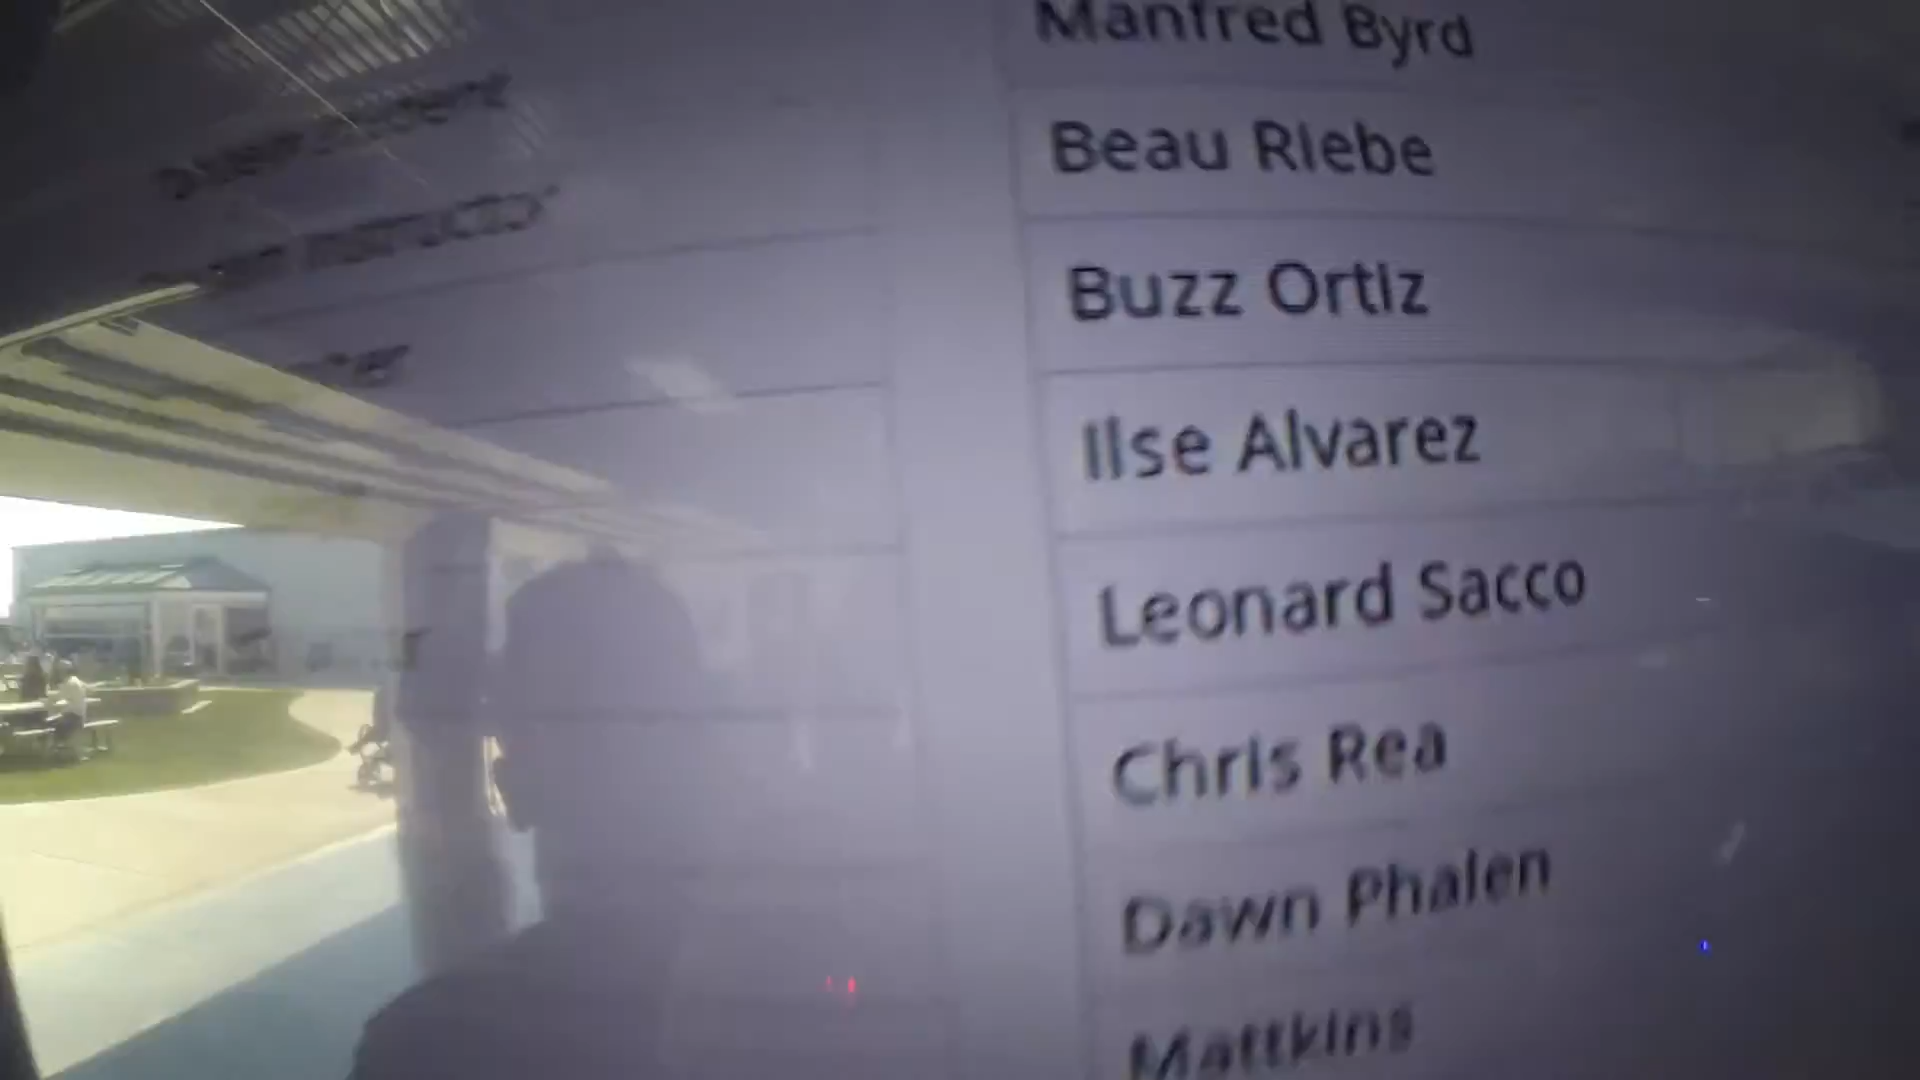 Manfred Byrd
Beau Riebe
Buzz Ortiz
Ilse Alvarez
Leonard Sacco
Chris Rea
Dawn Phalen
Mattkins